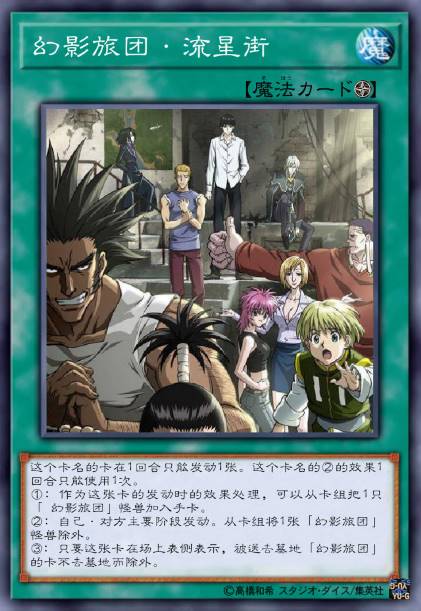 幻影旅团·流星街
魔
【魔法カード】
这个卡名的卡在1回合只能发动1张。这个卡名的②的效果1
回合只能使用1次。
①: 作为这张卡的发动时的效果处理, 可以从卡组把1只
「幻影旅团」怪兽加入手卡。
②: 自己·对方主要阶段发动。从卡组将1张「幻影旅团」
怪兽除外。
③: 只要这张卡在场上表侧表示, 被送去墓地「幻影旅团」
的卡不去墓地而除外。
©高橋和希 スタジオ・ダイス/集英社